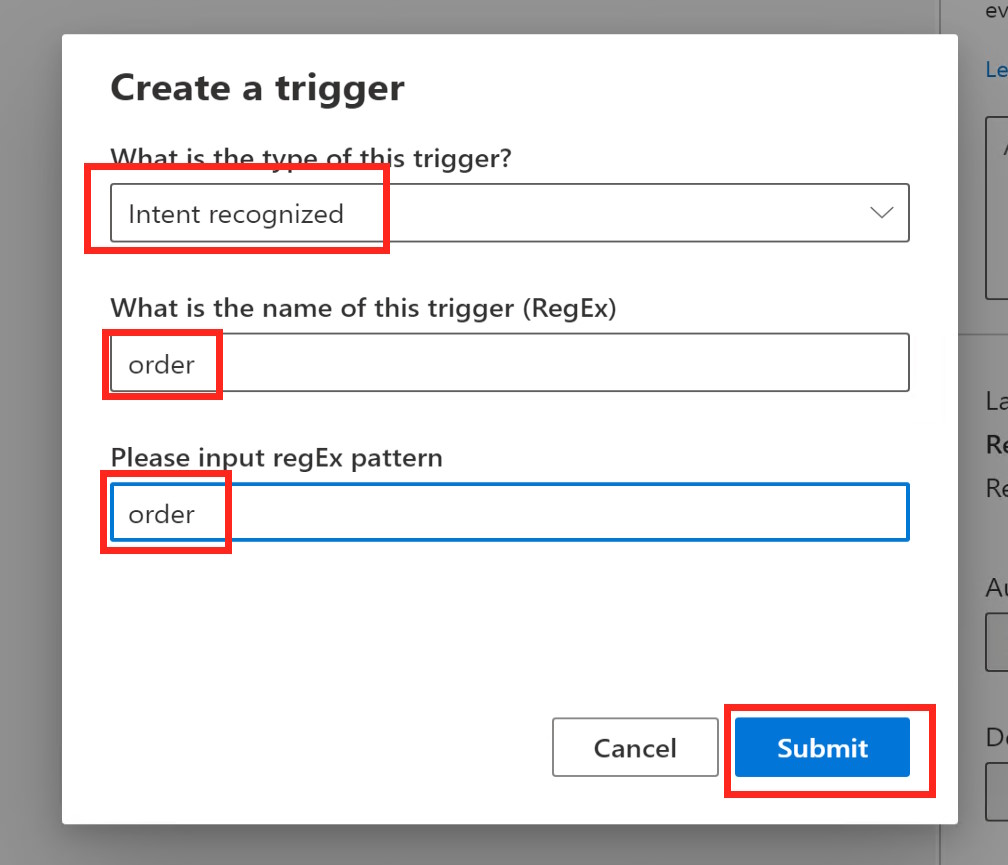 ev
Le
Create a trigger
What is the type of this trigger?
Intent recognized
What is the name of this trigger (RegEx)
order
La
Re
Re
Please input regEx pattern
order
Au
Cancel
Submit